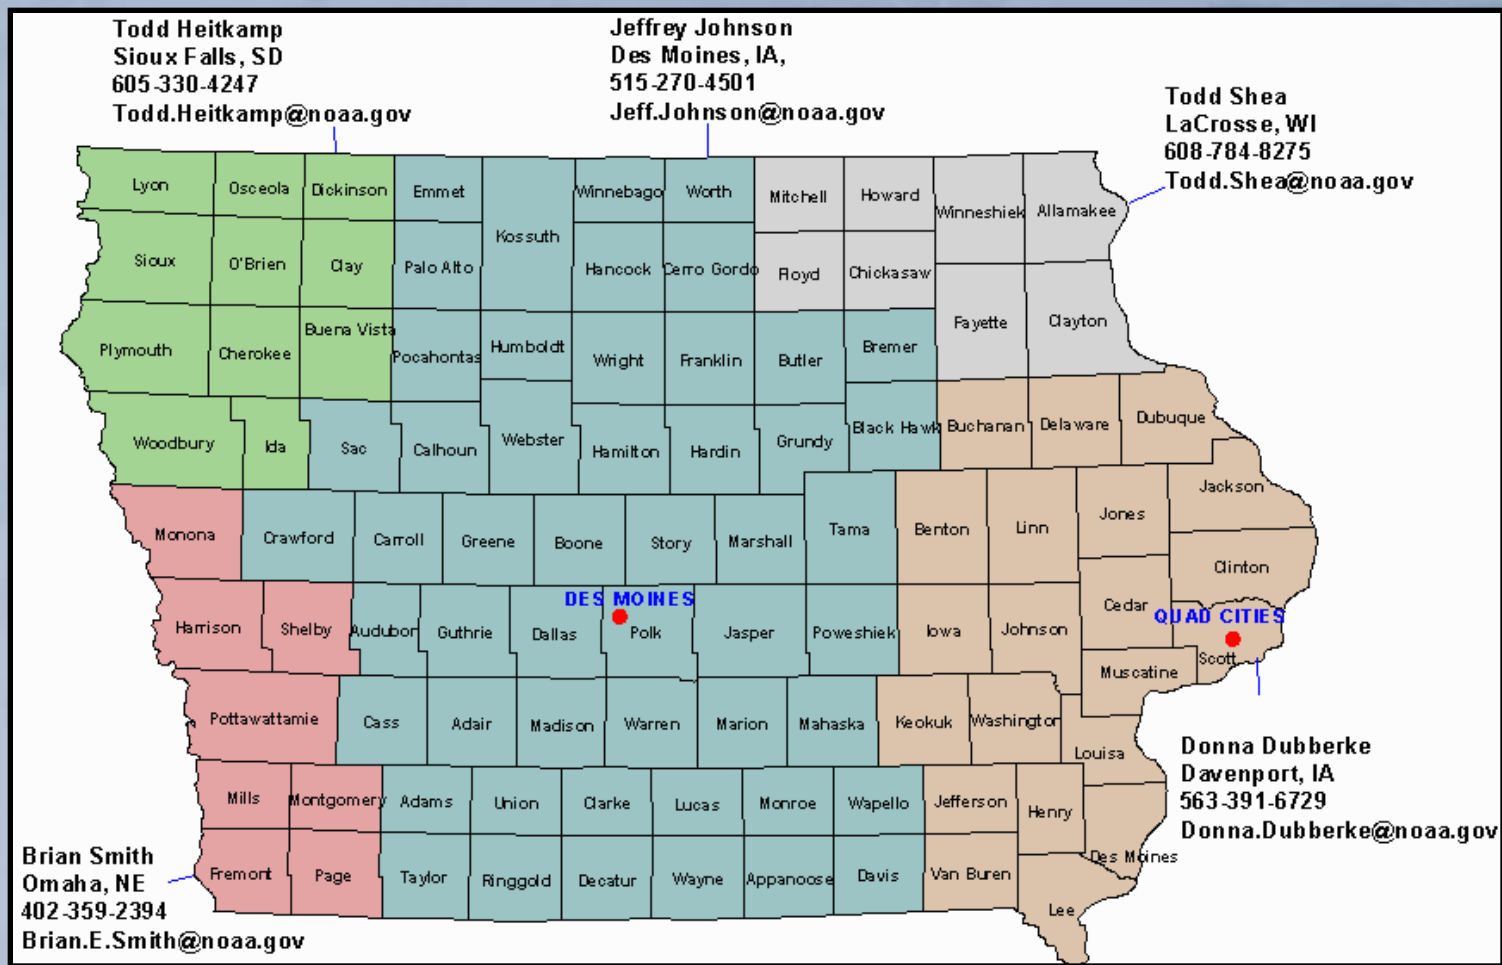 Todd Heitkamp
Sioux Falls, SD
605-330-4247
Todd.Heitkamp@noaa.gov
Jeffrey Johnson
Des Moines, IA,
515-270-4501
Jeff.Johnson@noaa.gov
Todd Shea
LaCrosse, WI
608-784-8275
Todd.Shea@noaa.gov
Lyon
Osceola
Dickinson
Emmet
Winnebago
Worth
Mitchell
Howard
Winneshiek
Allamakee
Kossuth
Sioux
O'Brien
Clay
Palo Alto
Hancock
Cerro Gordo
Floyd
Chickasaw
Fayette
Clayton
Plymouth
Cherokee
Buena Vista
Pocahontas
Humboldt
Wright
Franklin
Butler
Bremer
Woodbury
Ida
Sac
Calhoun
Webster
Hamilton
Hardin
Grundy
Black Hawk
Buchanan
Delaware
Dubuque
Monona
Crawford
Carroll
Greene
Boone
Story
Marshall
Tama
Benton
Linn
Jones
Jackson
Clinton
Harrison
Shelby
Audubon
Guthrie
Dallas
DES MOINES
Polk
Jasper
Poweshiek
Iowa
Johnson
Cedar
QUAD CITIES
Scott
Muscatine
Pottawattamie
Cass
Adair
Madison
Warren
Marion
Mahaska
Keokuk
Washington
Louisa
Mills
Montgomery
Adams
Union
Clarke
Lucas
Monroe
Wapello
Jefferson
Henry
Des Moines
Fremont
Page
Taylor
Ringgold
Decatur
Wayne
Appanoose
Davis
Van Buren
Lee
Donna Dubberke
Davenport, IA
563-391-6729
Donna.Dubberke@noaa.gov
Brian Smith
Omaha, NE
402-359-2394
Brian.E.Smith@noaa.gov